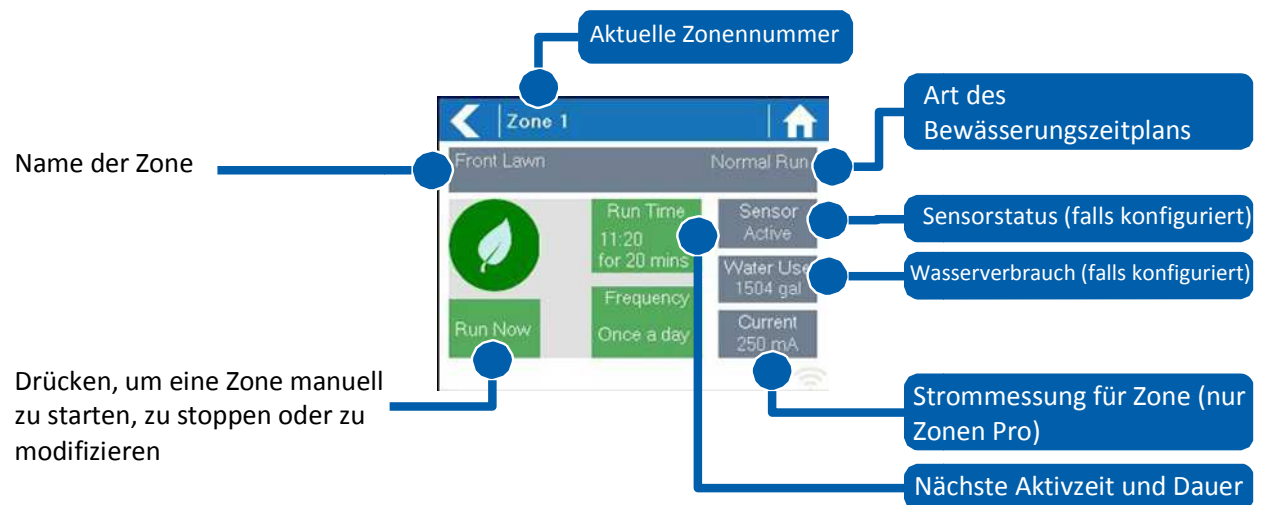 Aktuelle Zonennummer
Art des
Bewässerungszeitplans
Zone 1
Name der Zone
Front Lawn
Normal Run
Sensorstatus (falls konfiguriert)
Run Time
11:20
for 20 mins
Sensor
Active
Wasserverbrauch (falls konfiguriert)
Water Use
1504 gal
Frequency
Once a day
Run Now
Current
250 mA
Drücken, um eine Zone manuell
zu starten, zu stoppen oder zu
modifizieren
Strommessung für Zone (nur
Zonen Pro)
Nächste Aktivzeit und Dauer